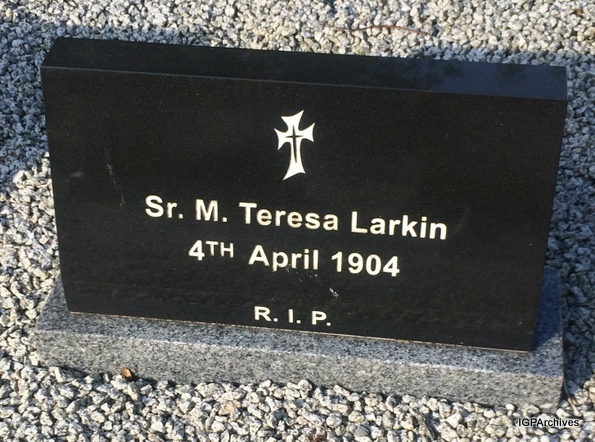 Sr. M. Teresa Larkin
4TH April 1904
R. I. P.
IGPArchives